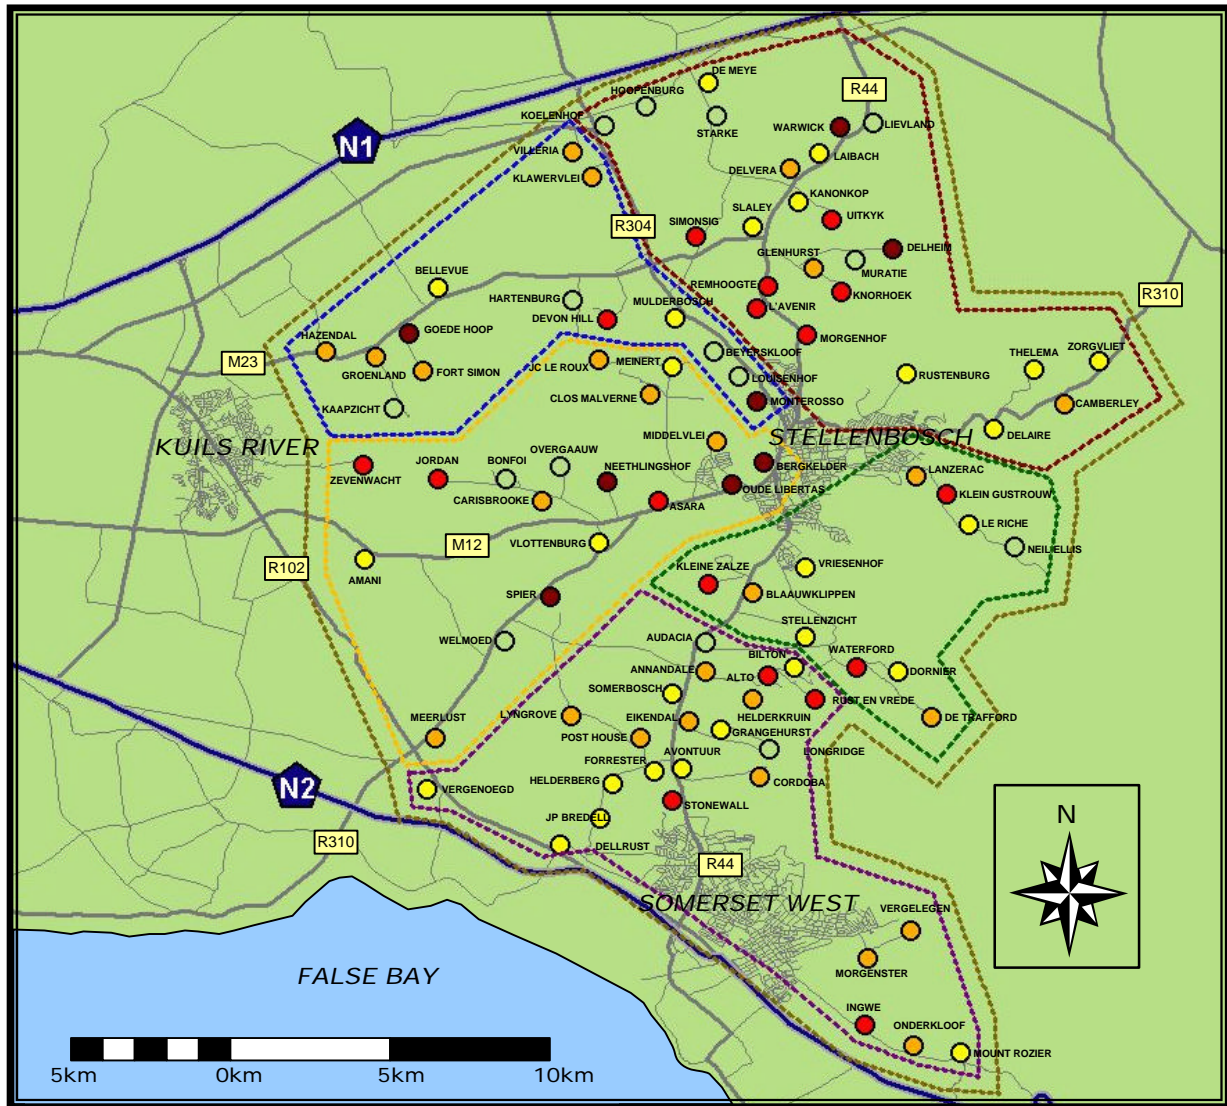 DE MEYE
HOOPENBURG
R44
KOELENHOF
STARKE
WARWICK
LIEVLAND
N1
VILLERIA
LAIBACH
DELVERA
KLAWERVLEI
KANONKOP
SLALEY
UITKYK
R304
SIMONSIG
GLENHURST
DELHEIM
BELLEVUE
MURATIE
REMHOOGTE
KNORHOEK
R310
HARTENBURG
MULDERBOSCH
L'AVENIR
DEVON HILL
GOEDE HOOP
MORGENHOF
HAZENDAL
BEYERSKLOOF
THELEMA
ZORGVLIET
M23
JC LE ROUX
MEINERT
GROENLAND
FORT SIMON
LOUISENHOF
RUSTENBURG
CLOS MALVERNE
MONTEROSSO
CAMBERLEY
KAAPZICHT
DELAIRE
STELLENBOSCH
MIDDELVLEI
KUILS RIVER
OVERGAAUW
BONFOI
JORDAN
NEETHLINGSHOF
BERGKELDER
LANZERAC
ZEVENWACHT
OUDE LIBERTAS
KLEIN GUSTROUW
CARISBROOKE
ASARA
LE RICHE
M12
VLOTTENBURG
NEIL ELLIS
R102
AMANI
VRIESENHOF
KLEINE ZALZE
SPIER
BLAAUWKLIPPEN
STELLENZICHT
WELMOED
AUDACIA
BILTON
WATERFORD
ANNANDALE
ALTO
DORNIER
SOMERBOSCH
RUST EN VREDE
LYNGROVE
HELDERKRUIN
DE TRAFFORD
MEERLUST
EIKENDAL
GRANGEHURST
POST HOUSE
LONGRIDGE
AVONTUUR
FORRESTER
N2
VERGENOEGD
HELDERBERG
CORDOBA
STONEWALL
JP BREDELL
N
R310
DELLRUST
R44
SOMERSET WEST
VERGELEGEN
FALSE BAY
MORGENSTER
INGWE
ONDERKLOOF
MOUNT ROZIER
5km 0km 5km 10km